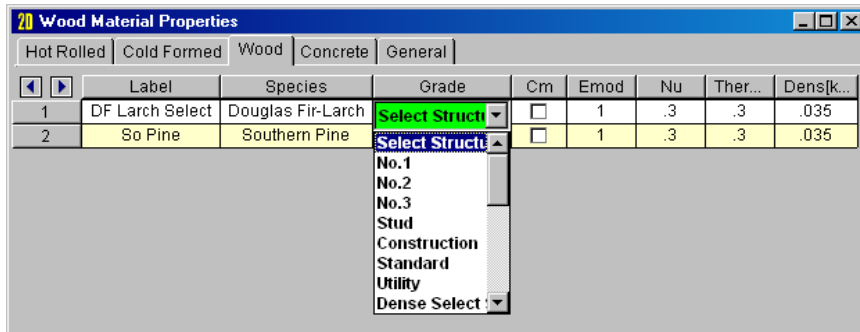 2D Wood Material Properties
Hot Rolled Cold Formed Wood Concrete General
Label Species Grade Cm Emod Nu Ther... Dens[k...
1 DF Larch Select Douglas Fir-Larch Select Structu 1 .3 .3 .035
2 So Pine Southern Pine 1 .3 .3 .035
Select Structu
No.1
No.2
No.3
Stud
Construction
Standard
Utility
Dense Select